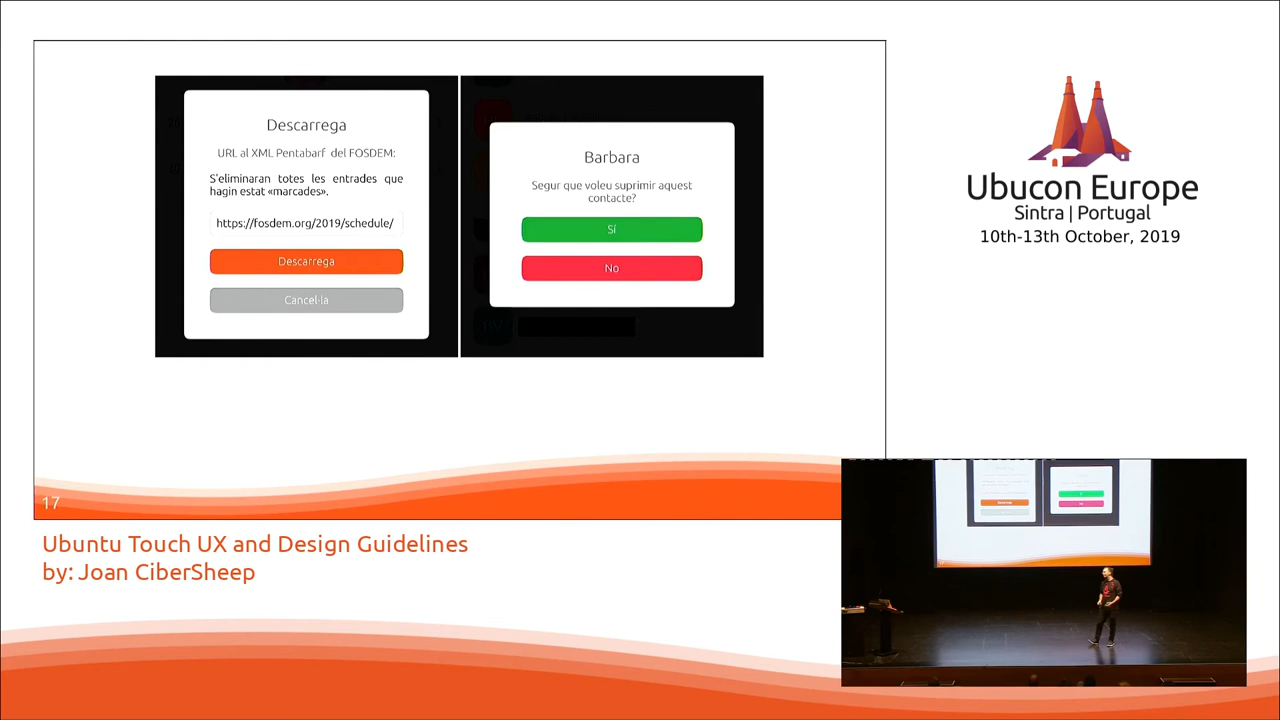 Descarrega
URL al XML Pentabarf del FOSDEM:
S'eliminaran totes les entrades que
hagin estat «marcades».
https://fosdem.org/2019/schedule/
Descarrega
Cancel·la
Barbara
Segur que voleu suprimir aquest
contacte?
Sí
No
17
Ubuntu Touch UX and Design Guidelines
by: Joan CiberSheep
Ubucon Europe
Sintra | Portugal
10th-13th October, 2019